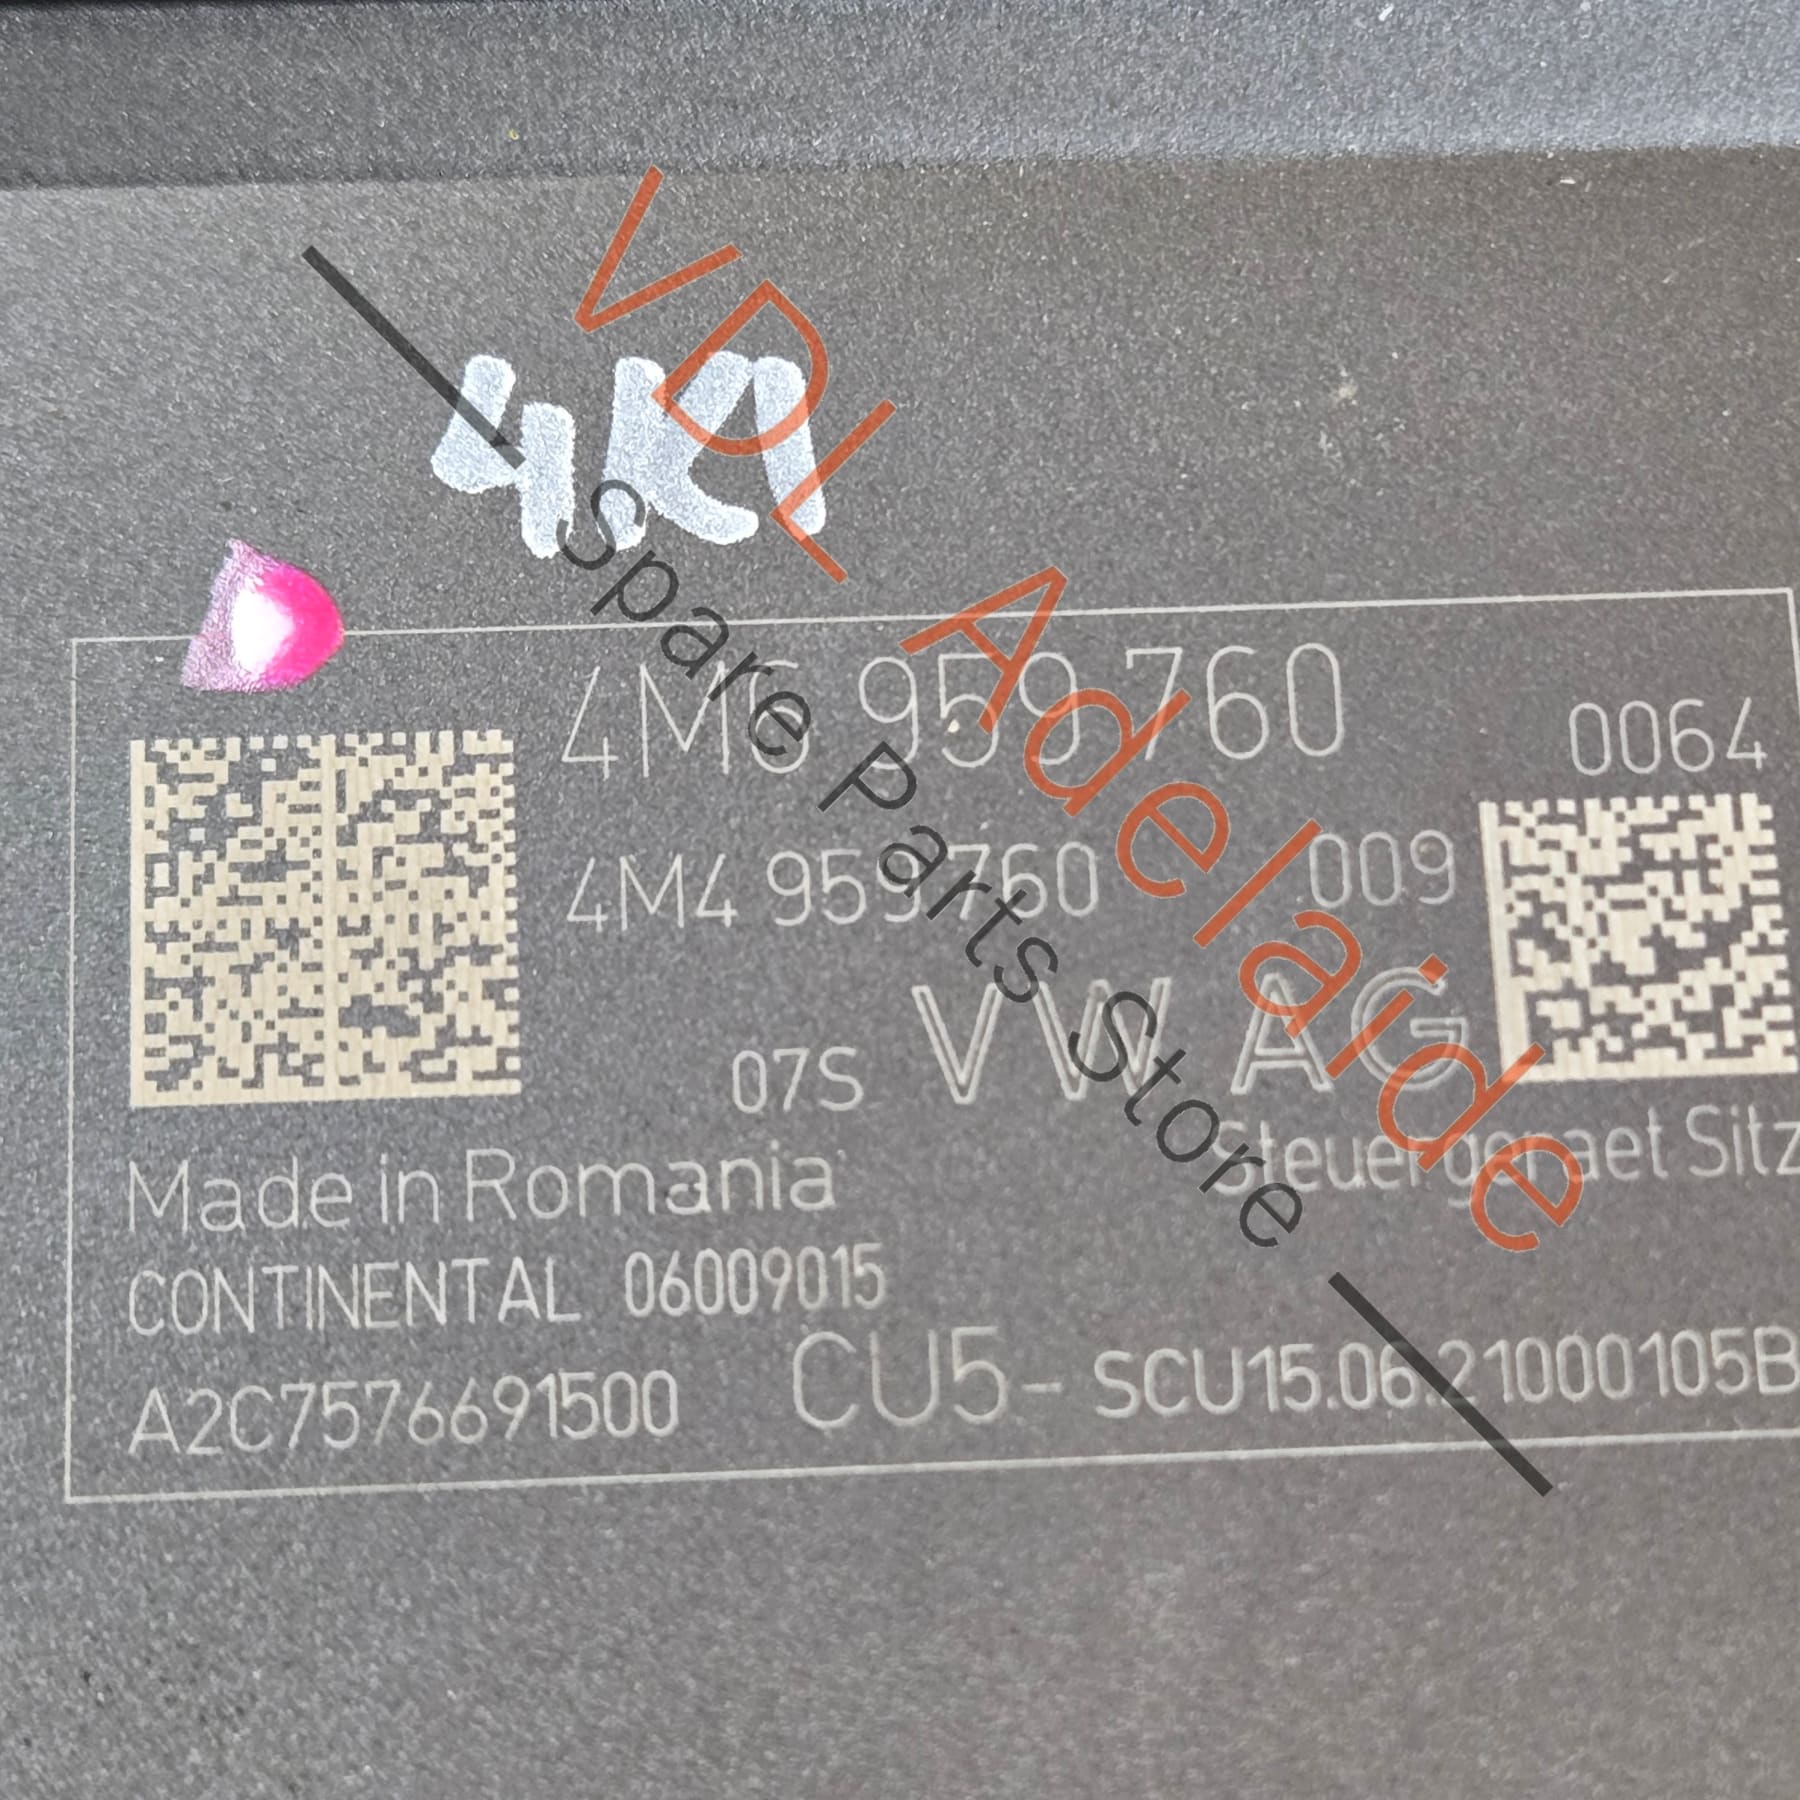 4K1
VDL Adelaide
Spare Parts Store
4M6 959 760
0064
4M4 959 760 009
07S VW AG
Steuergeraet Sitz
Made in Romania
CONTINENTAL 06009015
A2C7576691500 CU5- SCU15.06.21000105B